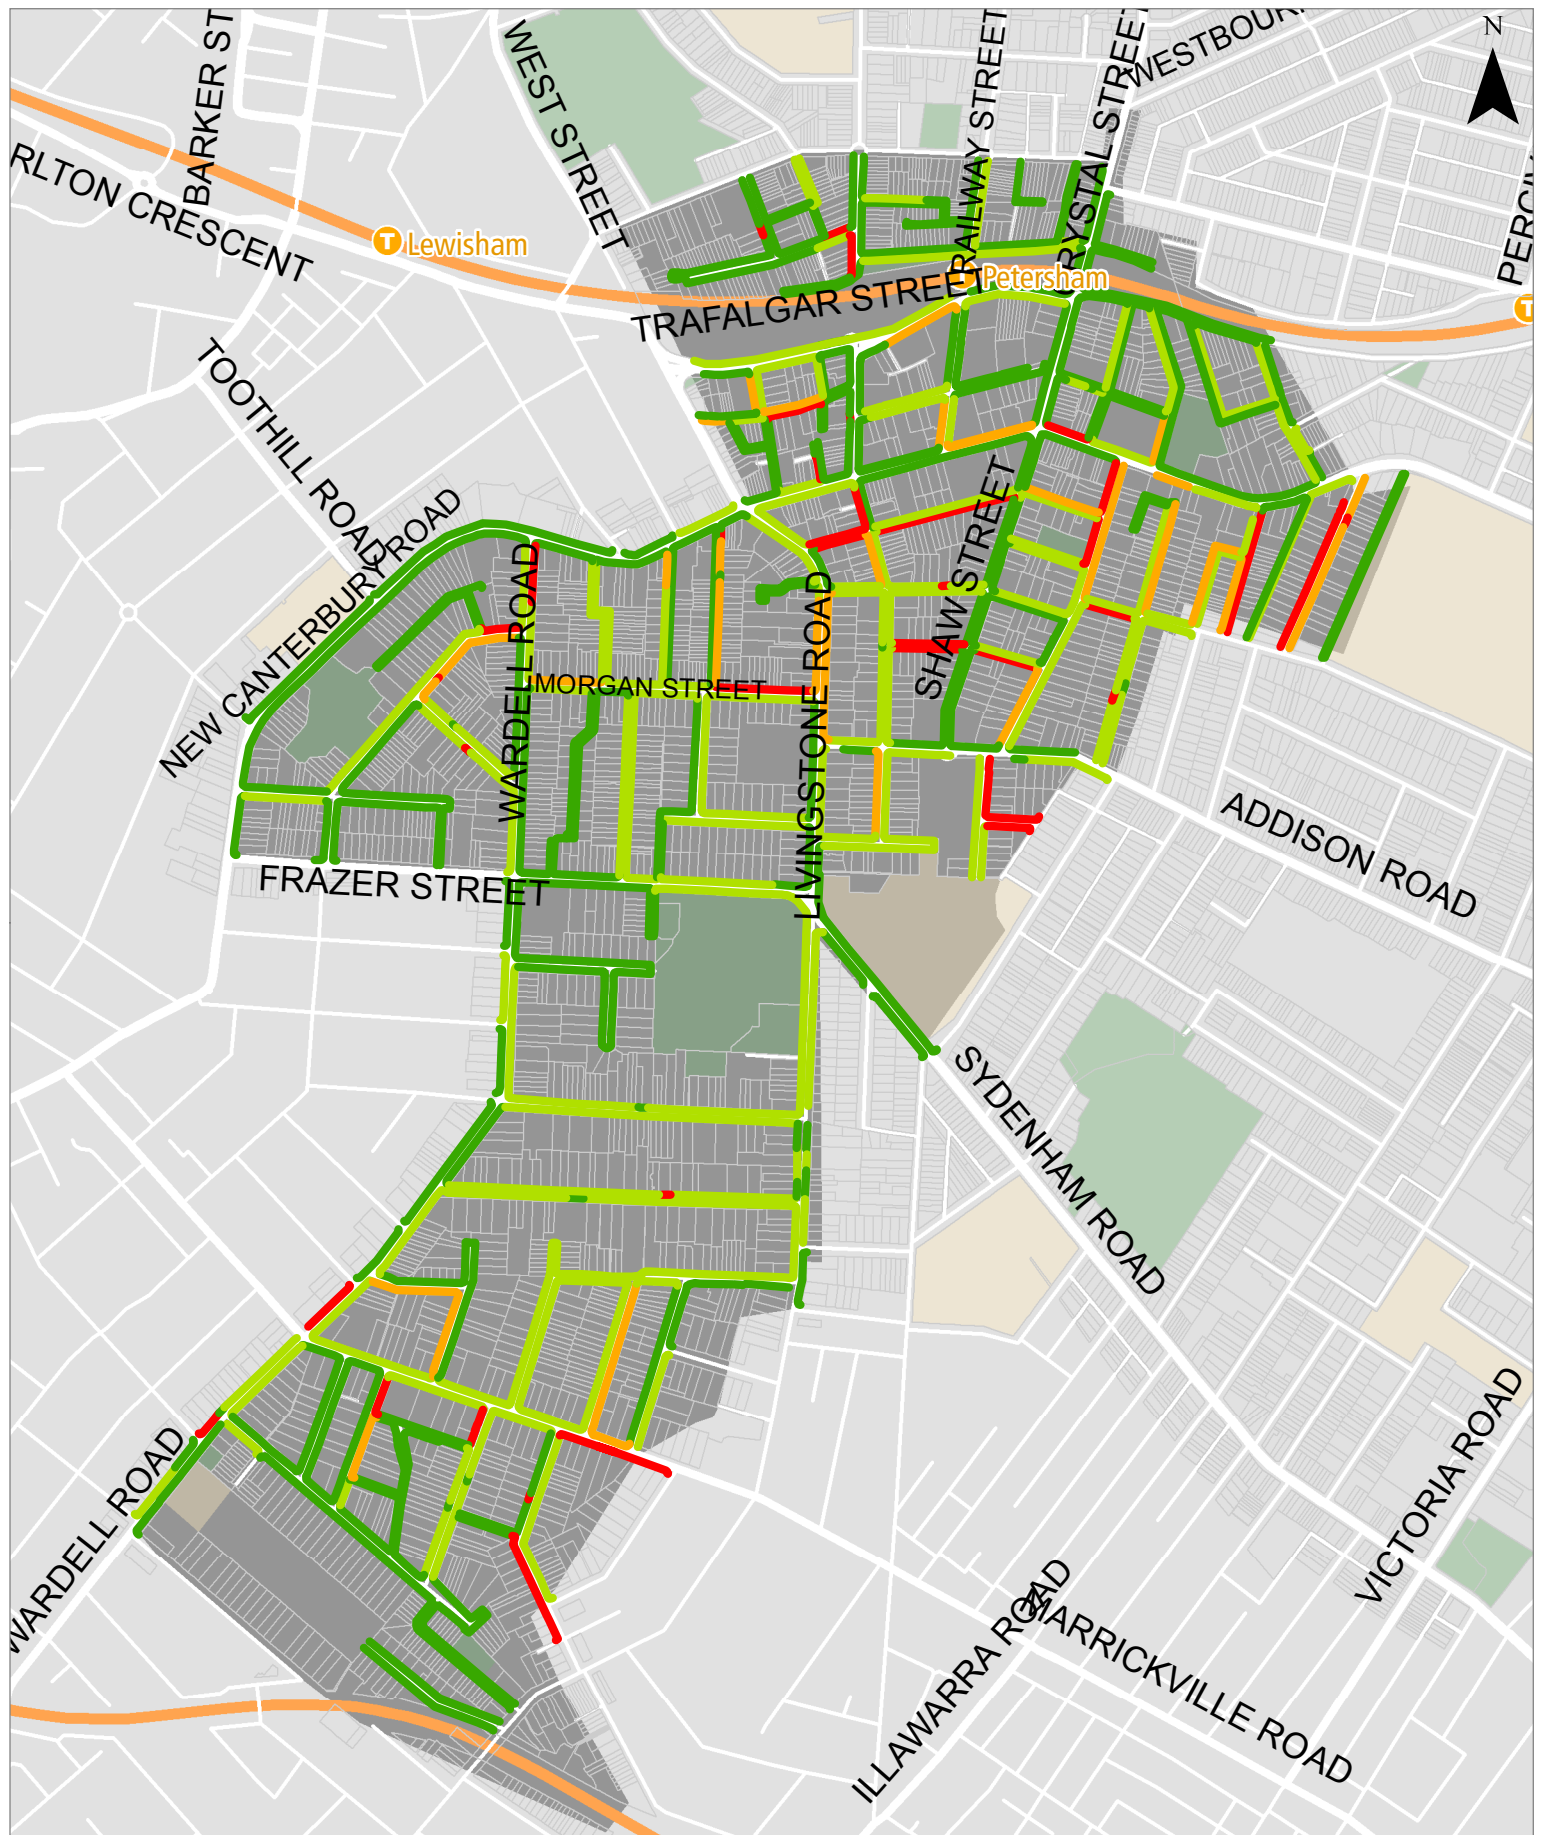 BARKER ST
WEST STREET
RAILWAY STREET
CRYSTAL STREET
WESTBOUR
N
RLTON CRESCENT
T Lewisham
PERCIV
TRAFALGAR STREET
Petersham
T
TOOTHILL ROAD
NEW CANTERBURY ROAD
WARDELL ROAD
SHAW STREET
MORGAN STREET
LIVINGSTONE ROAD
ADDISON ROAD
FRAZER STREET
SYDENHAM ROAD
VICTORIA ROAD
WARDELL ROAD
ILLAWARRA ROAD
MARRICKVILLE ROAD